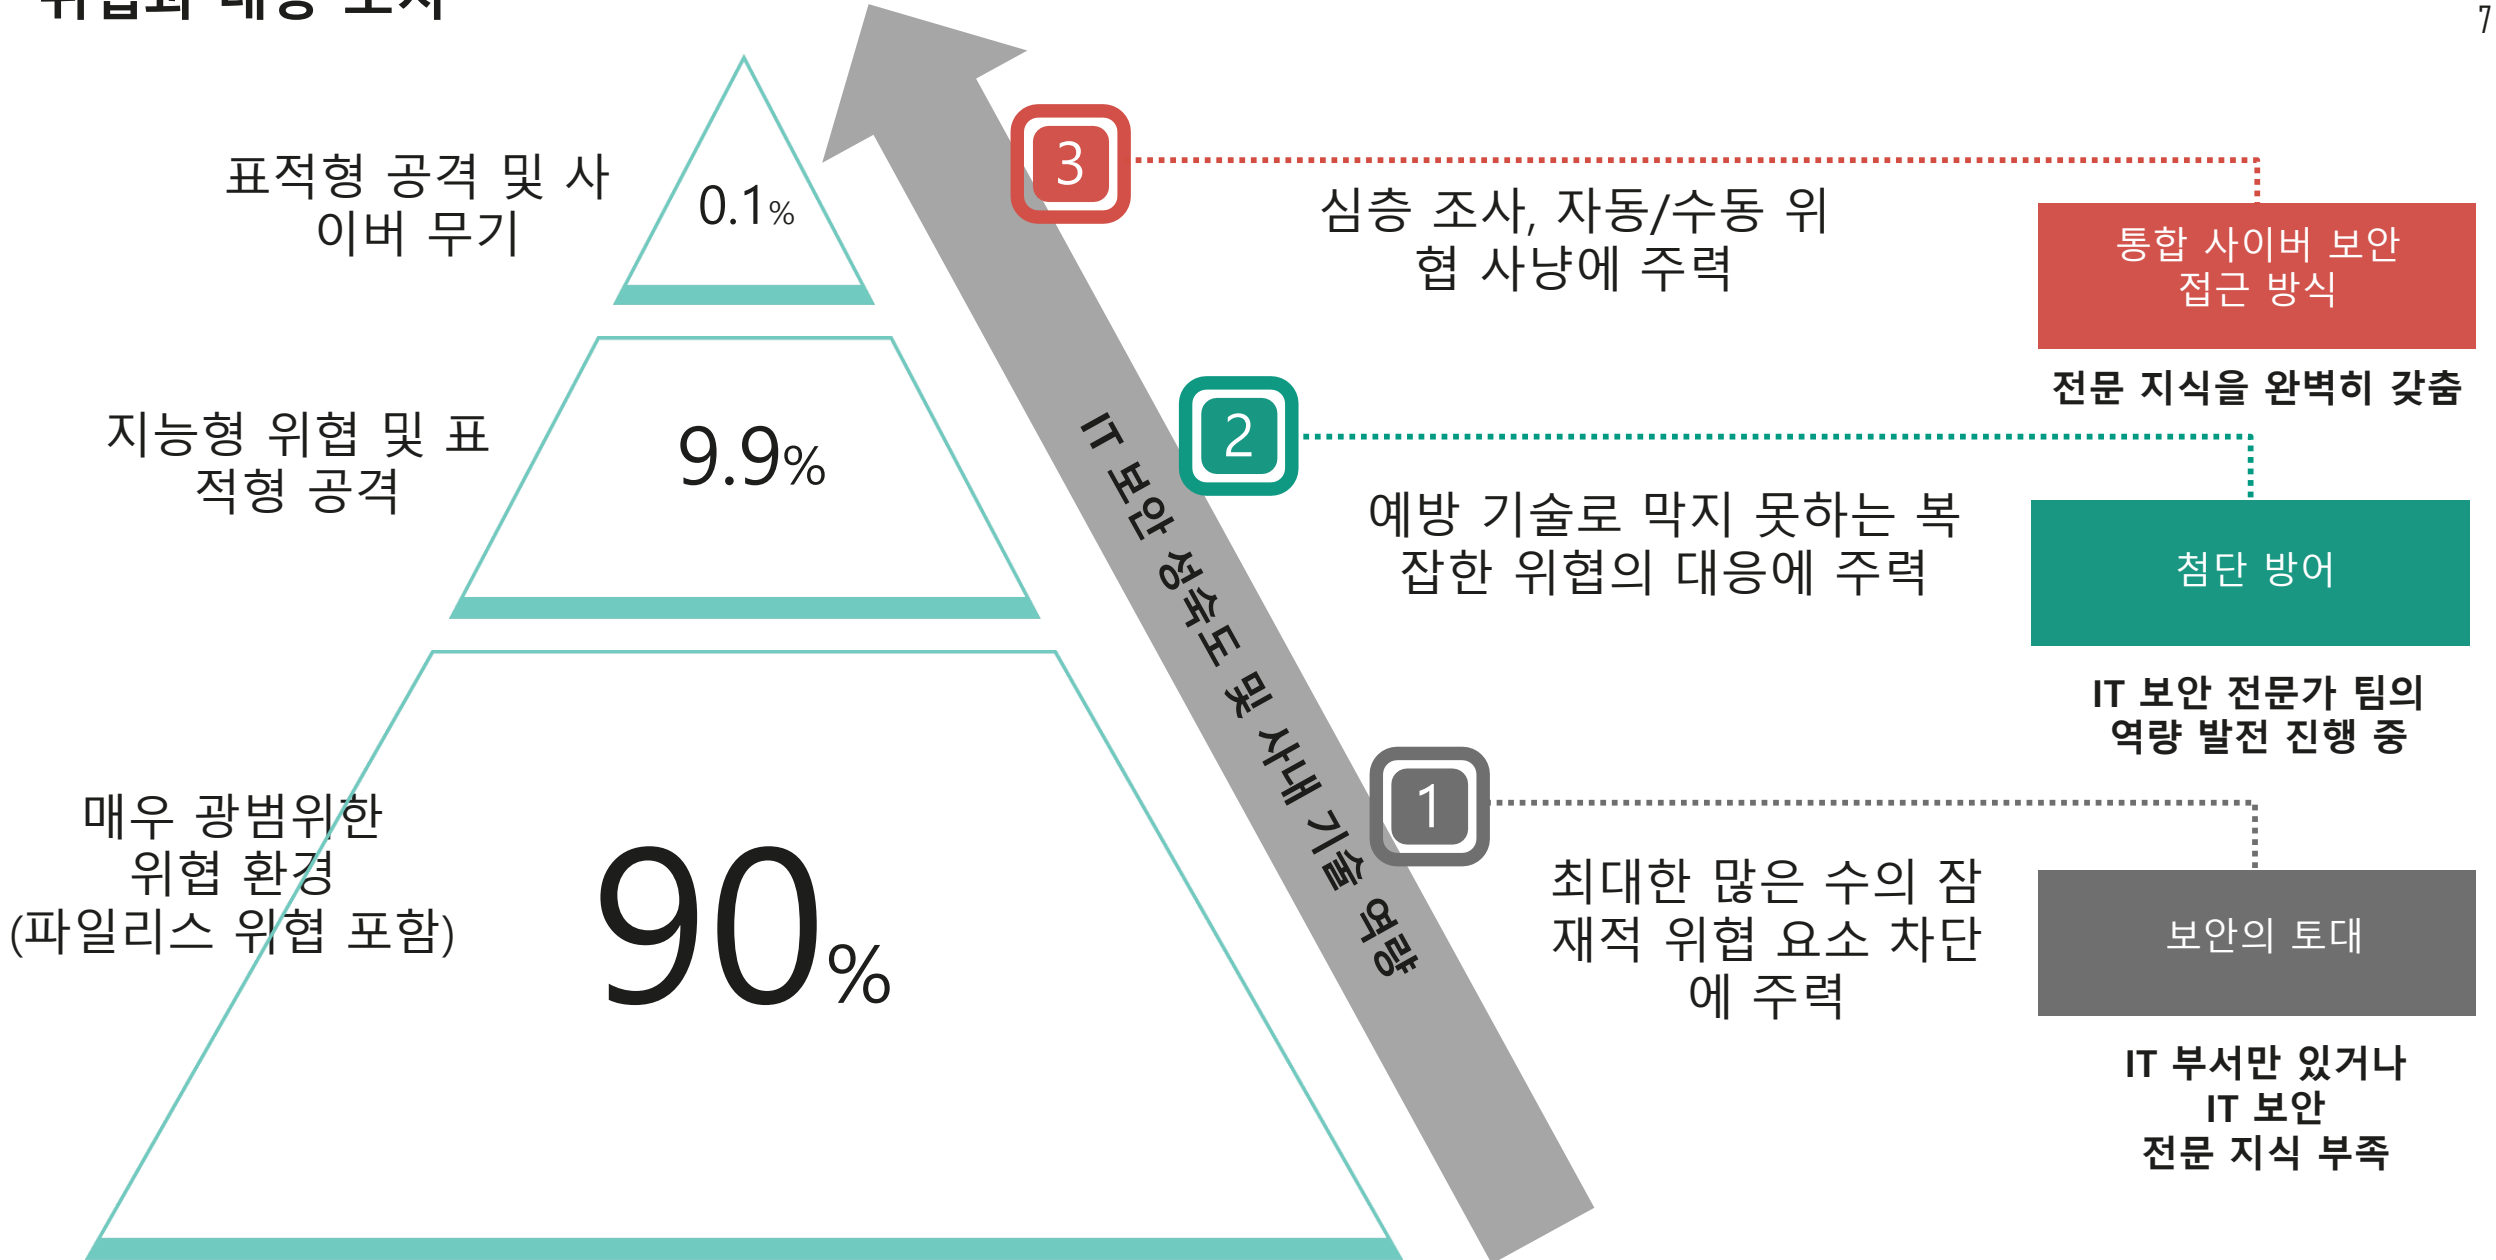 위협과 대응 조치
7
표적형 공격 및 사
이버 무기
0.1%
3
심층 조사, 자동/수동 위
협 사냥에 주력
통합 사이버 보안
접근 방식
전문 지식을 완벽히 갖춤
지능형 위협 및 표
적형 공격
9.9%
2
예방 기술로 막지 못하는 복
잡한 위협의 대응에 주력
첨단 방어
IT 보안 전문가 팀의
역량 발전 진행 중
IT 보안 성숙도 및 사내 기술 역량
매우 광범위한
위협 환경
(파일리스 위협 포함)
90%
1
최대한 많은 수의 잠
재적 위협 요소 차단
에 주력
보안의 토대
IT 부서만 있거나
IT 보안
전문 지식 부족